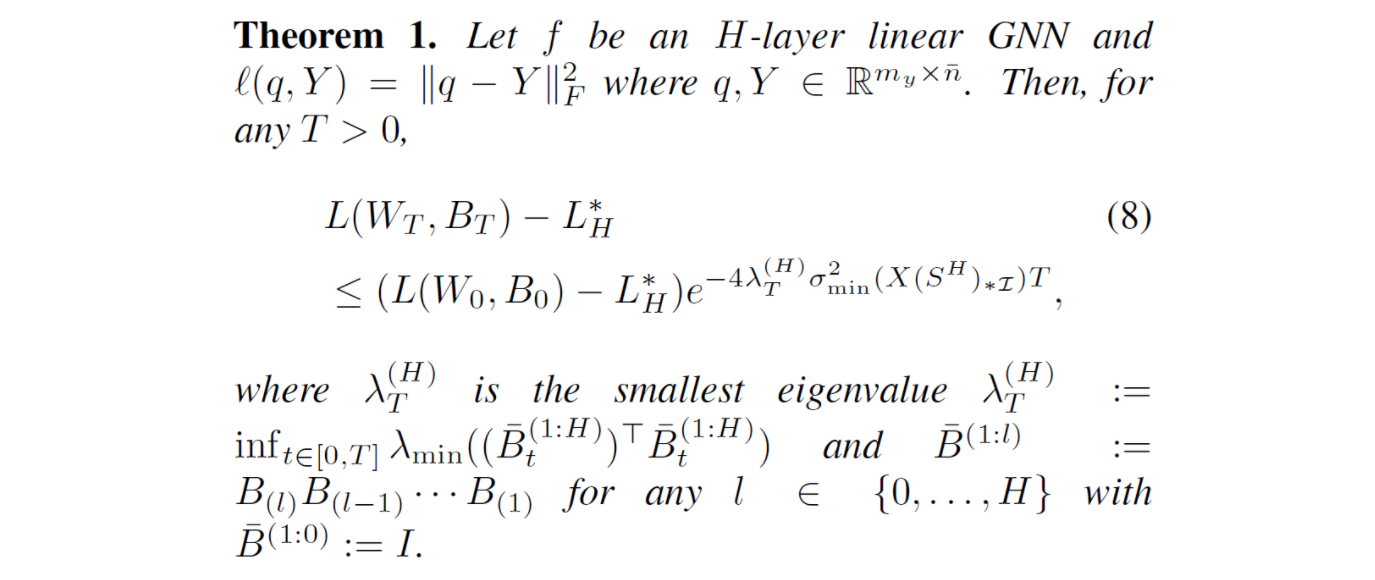 Theorem 1. Let f be an H-layer linear GNN and
ℓ(q, Y) = ‖q − Y‖²_F where q, Y ∈ ℝ^{m_y×n̄}. Then, for
any T > 0,
L(W_T, B_T) − L*_H (8)
≤ (L(W_0, B_0) − L*_H)e^{−4λ_T^{(H)}σ²_min(X(S^H)_{*ℐ})T},
where λ_T^{(H)} is the smallest eigenvalue λ_T^{(H)} :=
inf_{t∈[0,T]} λ_min((B̄_t^{(1:H)})^⊤B̄_t^{(1:H)}) and B̄^{(1:l)} :=
B_{(l)}B_{(l−1)} ⋯ B_{(1)} for any l ∈ {0, …, H} with
B̄^{(1:0)} := I.